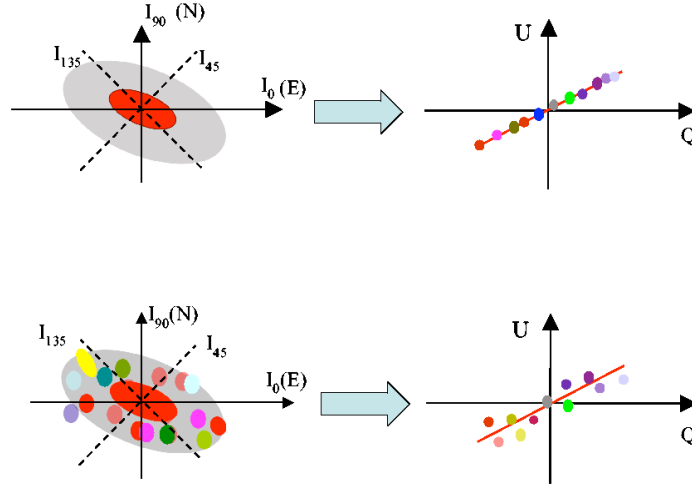 I90 (N)
U
I135
I45
I0 (E)
Q
I90(N)
U
I135
I45
I0(E)
Q